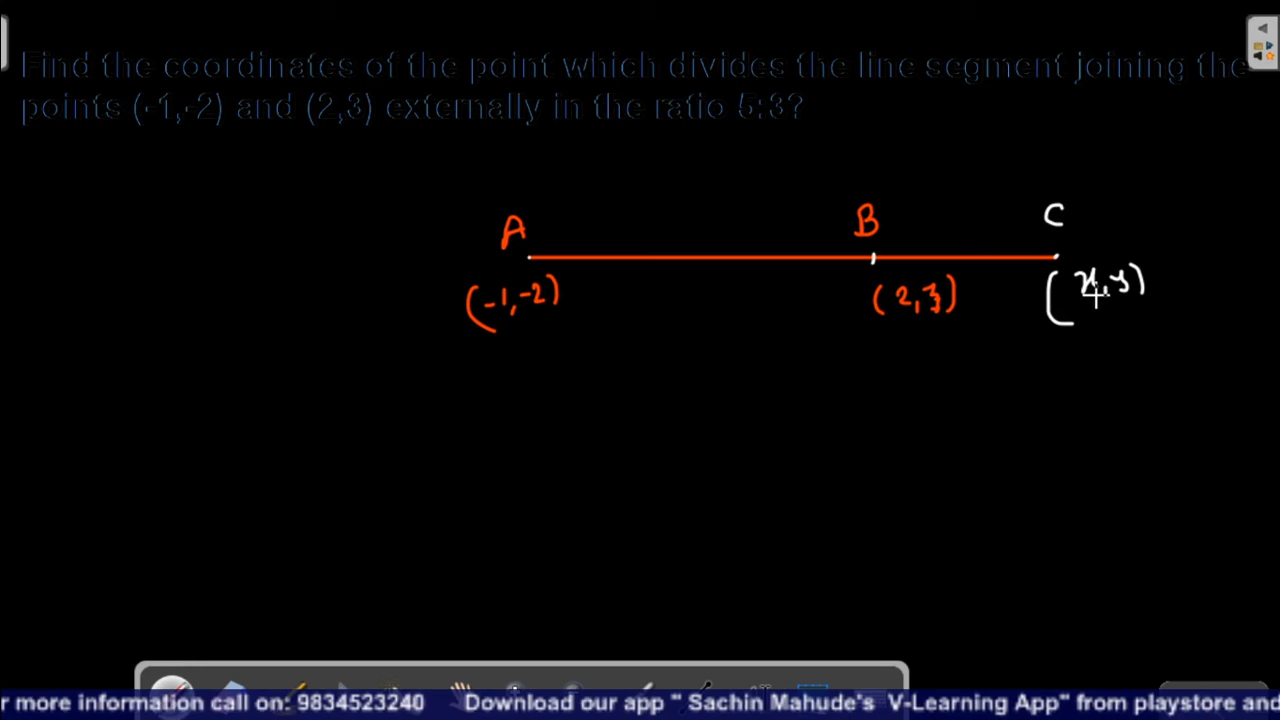 Find the coordinates of the point which divides the line segment joining the
points (-1,-2) and (2,3) externally in the ratio 5:3?
A B C
(-1,-2) (2,3) (x,y)
r more information call on: 9834523240 Download our app " Sachin Mahude's V-Learning App" from playstore and